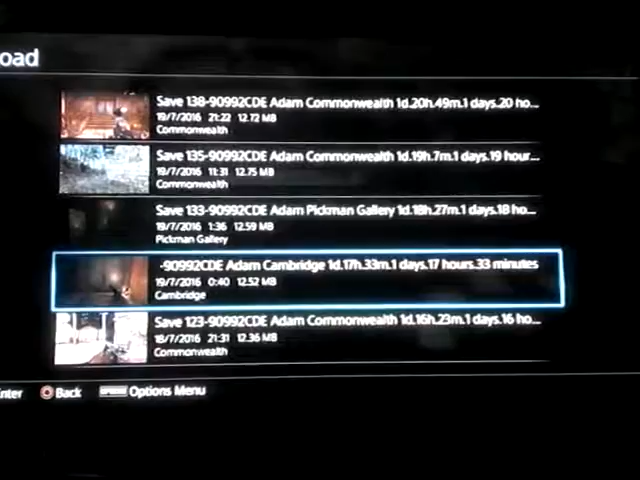 oad
Save 138-90992CDE Adam Commonwealth 1d.20h.49m.1 days.20 ho...
19/7/2016 21:22 12.72 MB
Commonwealth
Save 135-90992CDE Adam Commonwealth 1d.19h.7m.1 days.19 hour...
19/7/2016 11:31 12.75 MB
Commonwealth
Save 133-90992CDE Adam Pickman Gallery 1d.18h.27m.1 days.18 ho...
19/7/2016 1:36 12.59 MB
Pickman Gallery
-90992CDE Adam Cambridge 1d.17h.33m.1 days.17 hours.33 minutes
19/7/2016 0:40 12.52 MB
Cambridge
Save 123-90992CDE Adam Commonwealth 1d.16h.23m.1 days.16 ho...
18/7/2016 21:31 12.36 MB
Commonwealth
nter Back OPTIONS Options Menu